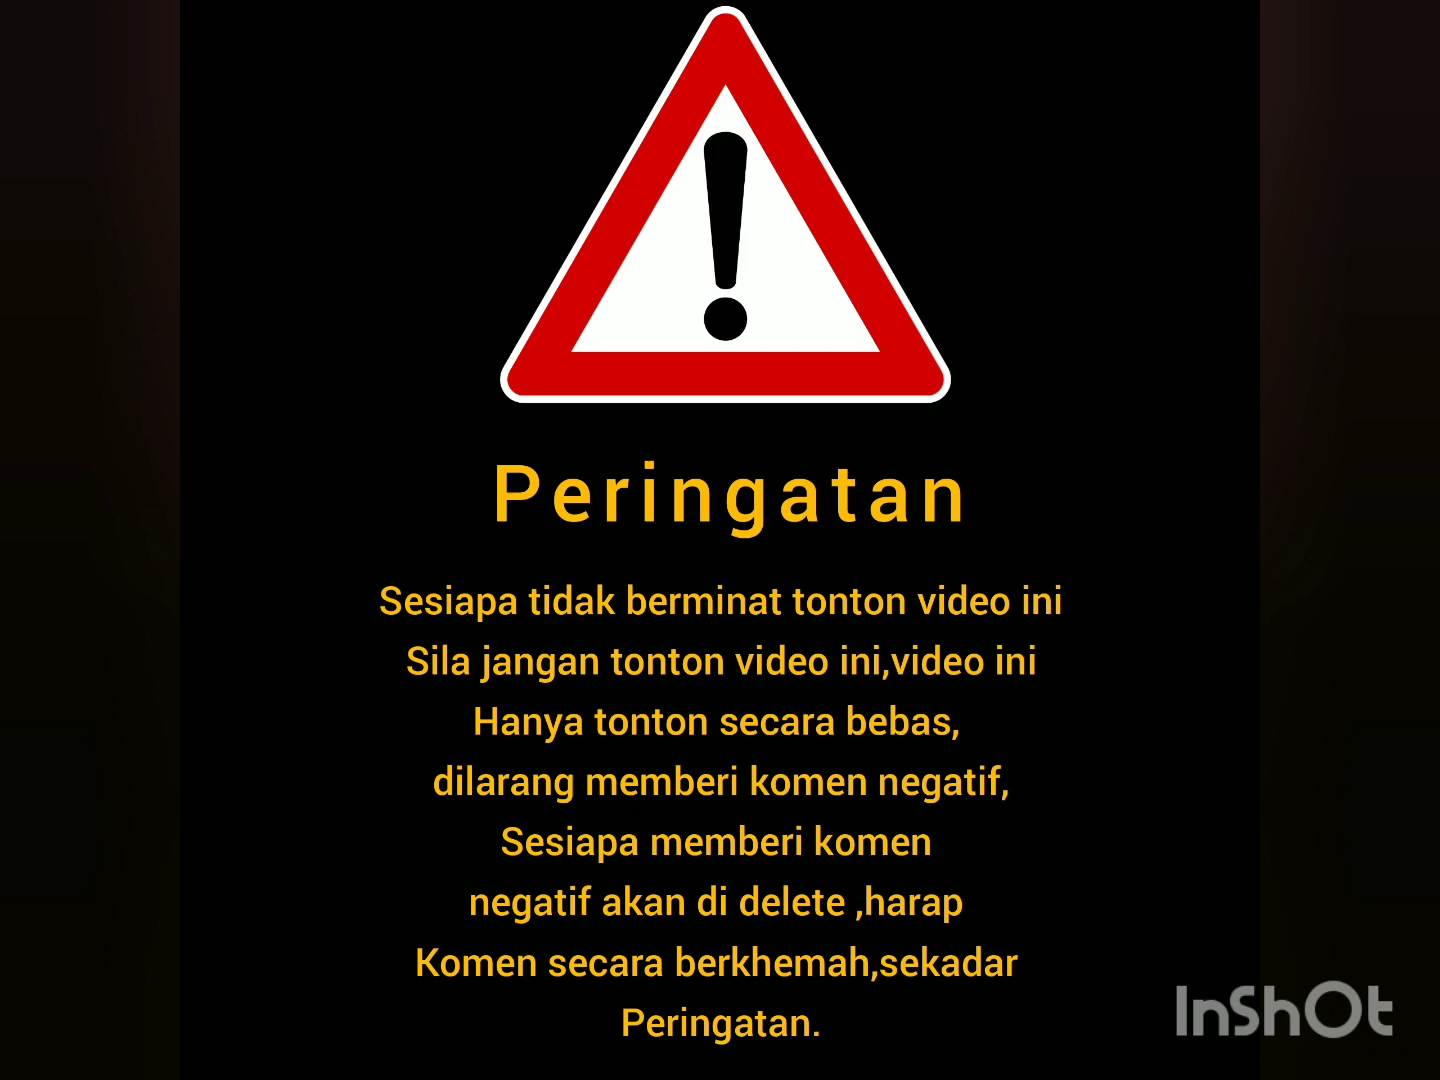 Peringatan
Sesiapa tidak berminat tonton video ini
Sila jangan tonton video ini,video ini
Hanya tonton secara bebas,
dilarang memberi komen negatif,
Sesiapa memberi komen
negatif akan di delete ,harap
Komen secara berkhemah,sekadar
Peringatan.
InShOt